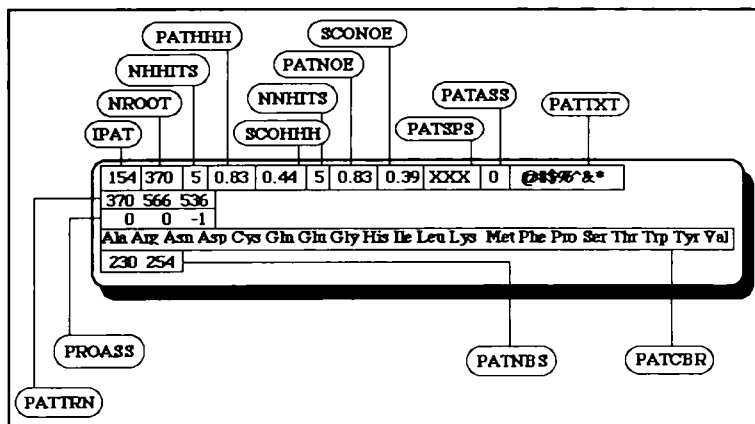 SCONOE
PATHHH
NHHITS
PATNOE
NROOT
NNHITS
PATASS
IPAT
SCOHHH
PATSPS
PATTXT
154 370 5 0.83 0.44 5 0.83 0.39 XXX 0 @#$%^&*
370 566 536
0 0 -1
Ala Arg Asn Asp Cys Gln Glu Gly His Ile Leu Lys Met Phe Pro Ser Thr Trp Tyr Val
230 254
PROASS
PATNBS
PATCBR
PATTRN